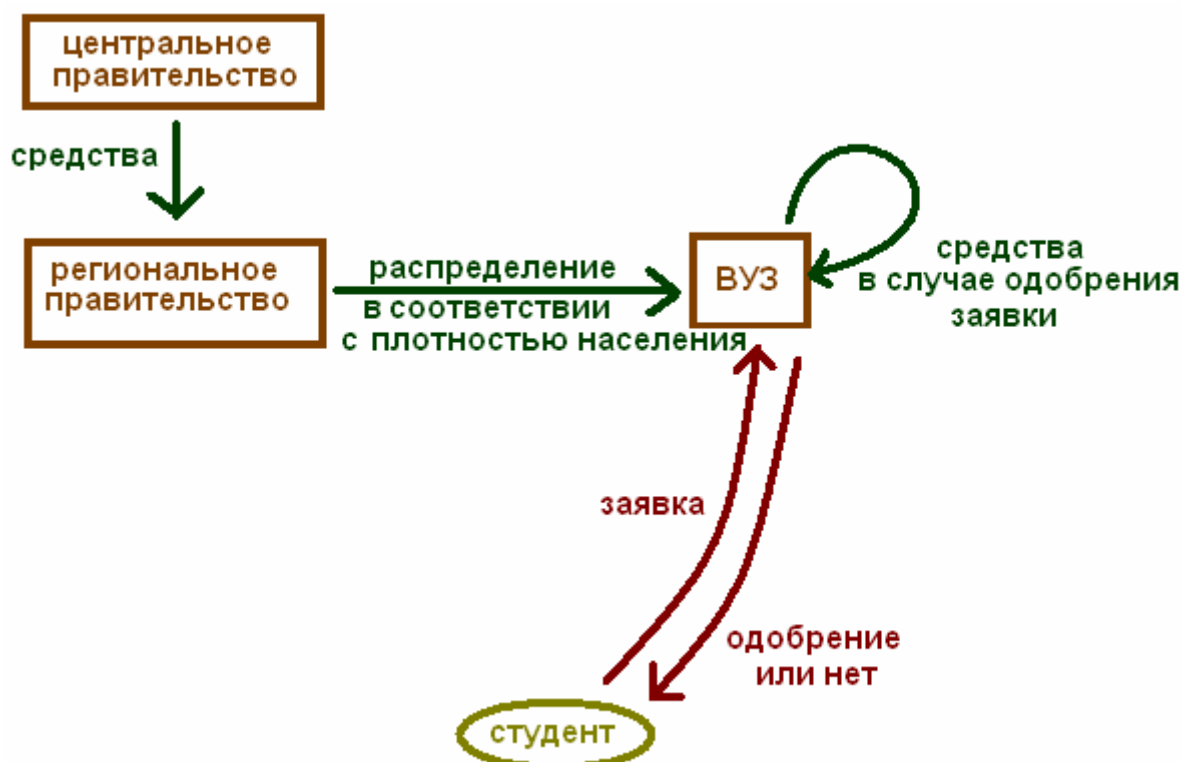 центральное
правительство
средства
региональное
правительство
распределение
в соответствии
с плотностью населения
ВУЗ
средства
в случае одобрения
заявки
заявка
одобрение
или нет
студент